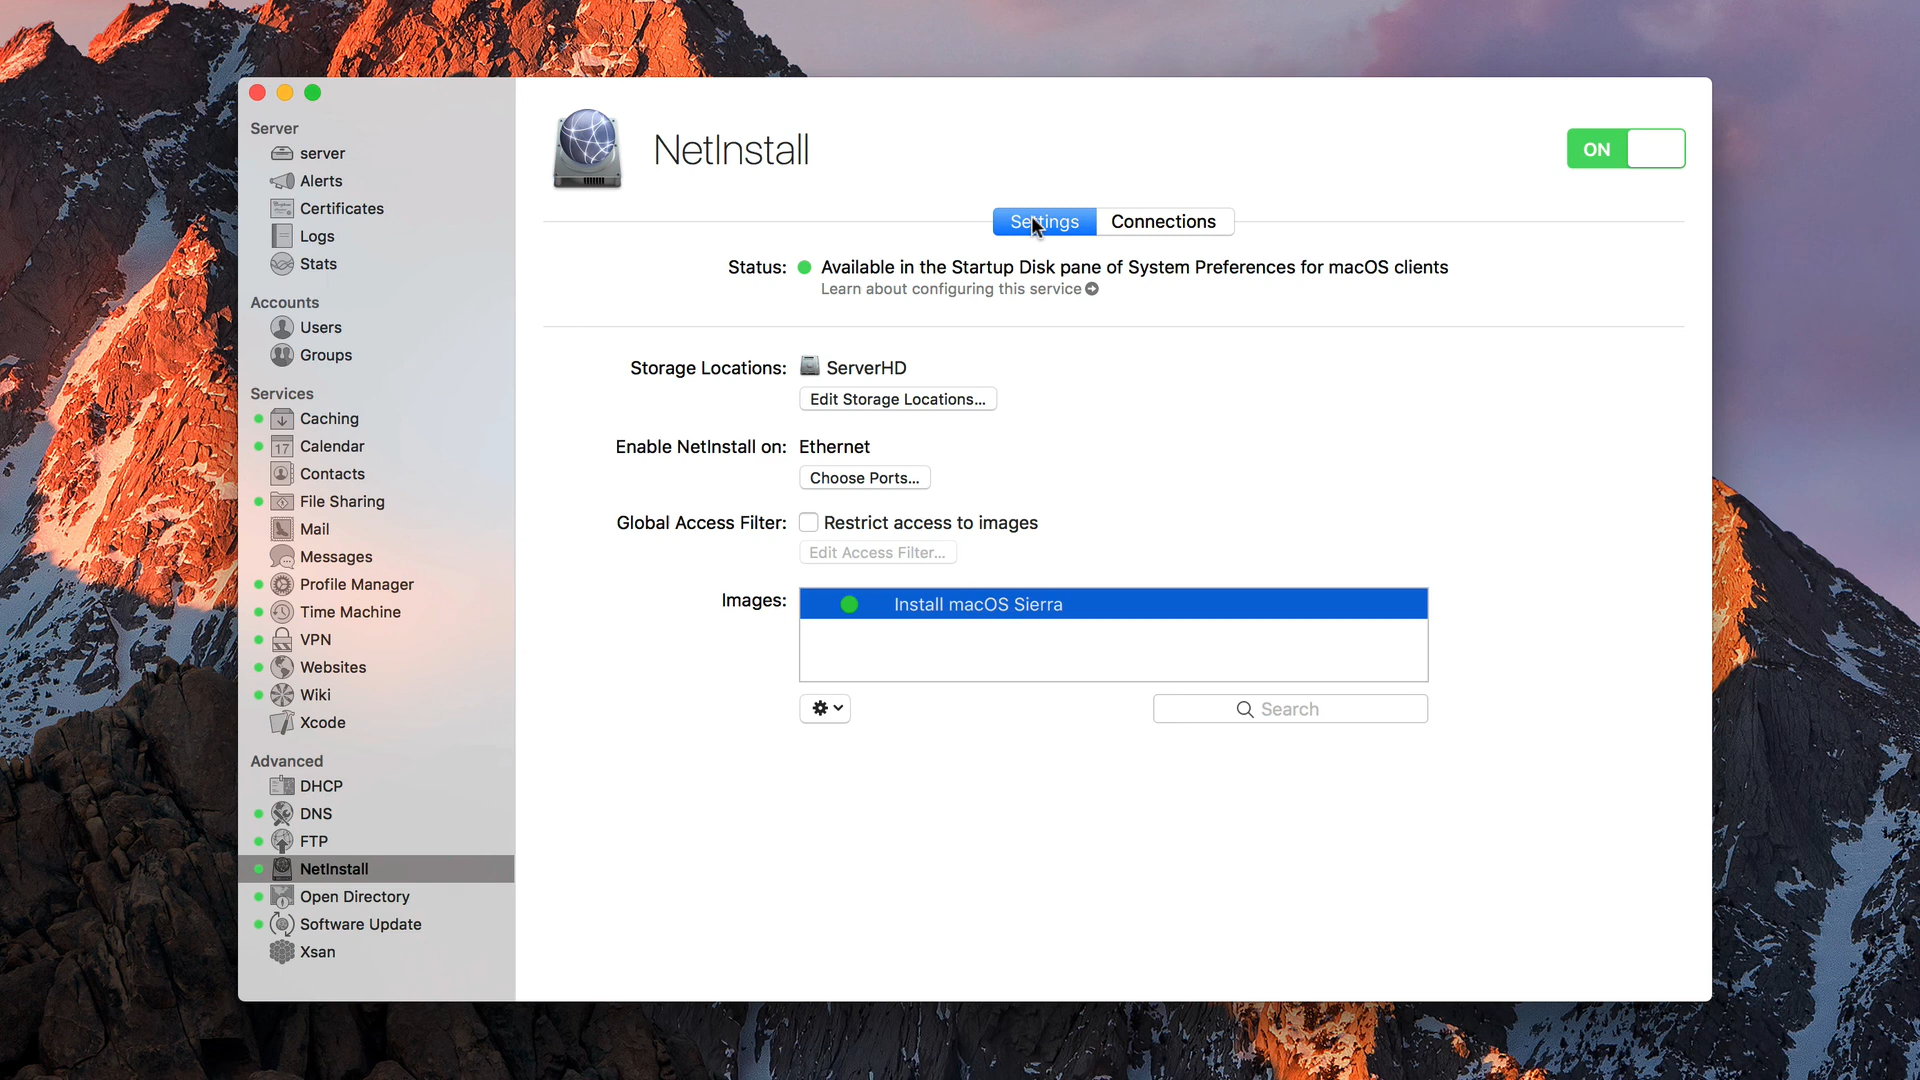 Server
server
Alerts
Certificates
Logs
Stats
Accounts
Users
Groups
Services
Caching
17 Calendar
Contacts
File Sharing
Mail
Messages
Profile Manager
Time Machine
VPN
Websites
Wiki
Xcode
Advanced
DHCP
DNS
FTP
NetInstall
Open Directory
Software Update
Xsan
NetInstall
ON
Settings Connections
Status: Available in the Startup Disk pane of System Preferences for macOS clients
Learn about configuring this service
Storage Locations: ServerHD
Edit Storage Locations...
Enable NetInstall on: Ethernet
Choose Ports...
Global Access Filter: Restrict access to images
Edit Access Filter...
Images: Install macOS Sierra
Search